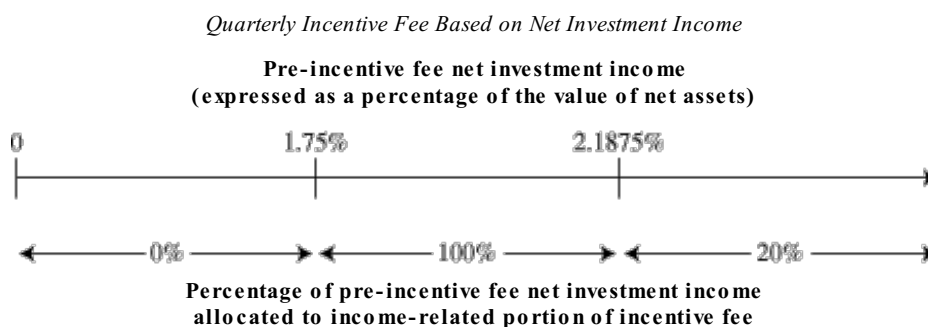 Quarterly Incentive Fee Based on Net Investment Income
Pre-incentive fee net investment income
(expressed as a percentage of the value of net assets)
0 1.75% 2.1875%
0% 100% 20%
Percentage of pre-incentive fee net investment income
allocated to income-related portion of incentive fee